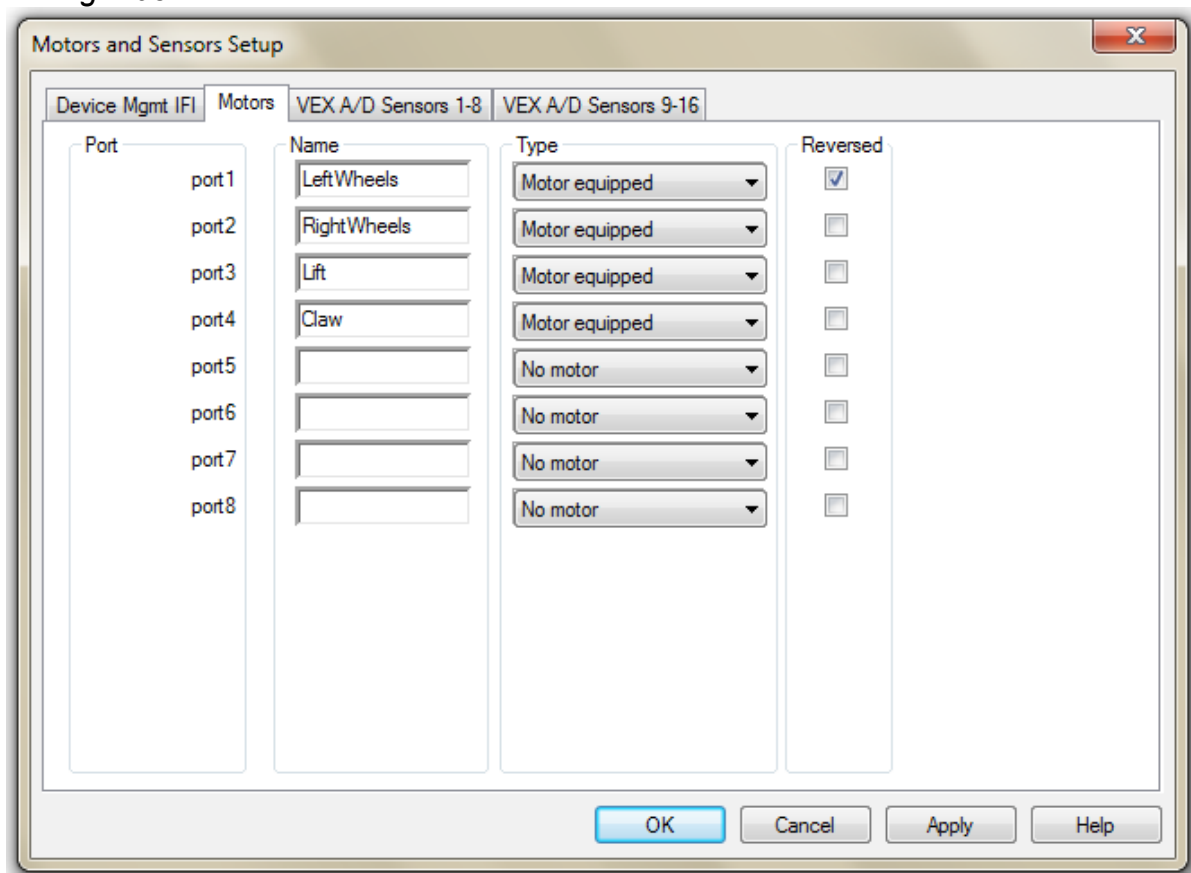 Motors and Sensors Setup
Device Mgmt IFI Motors VEX A/D Sensors 1-8 VEX A/D Sensors 9-16
Port Name Type Reversed
port1 LeftWheels Motor equipped
port2 RightWheels Motor equipped
port3 Lift Motor equipped
port4 Claw Motor equipped
port5 No motor
port6 No motor
port7 No motor
port8 No motor
OK Cancel Apply Help